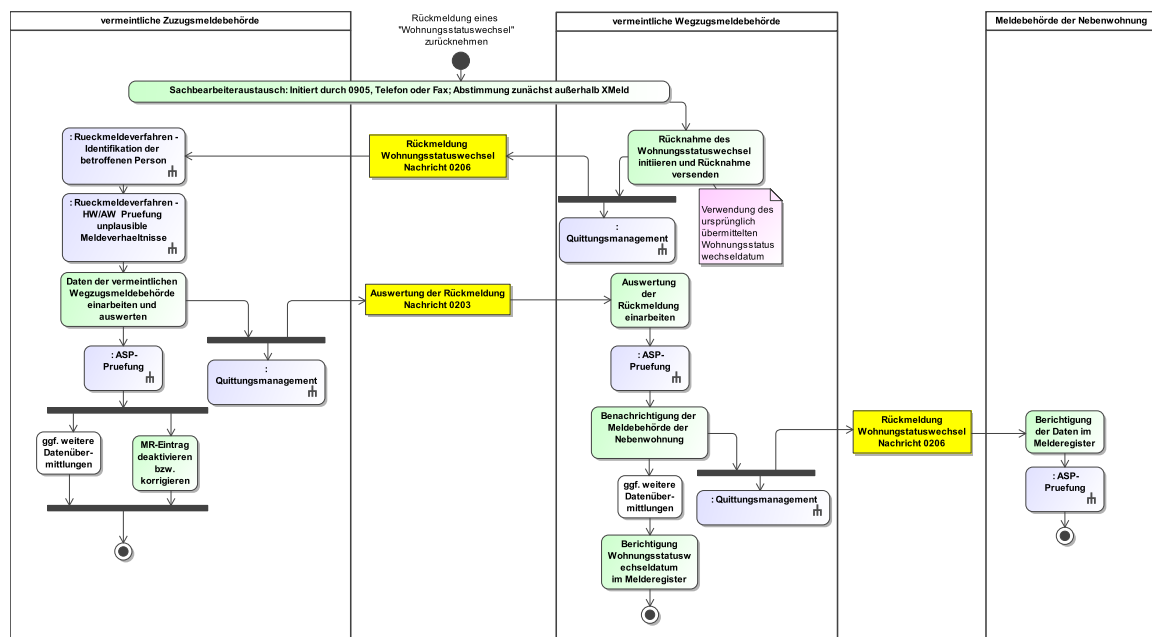 vermeintliche Zuzugsmeldebehörde
Rückmeldung eines
"Wohnungsstatuswechsel"
zurücknehmen
vermeintliche Wegzugsmeldebehörde
Meldebehörde der Nebenwohnung
Sachbearbeiteraustausch: Initiert durch 0905, Telefon oder Fax; Abstimmung zunächst außerhalb XMeld
: Rueckmeldeverfahren -
Identifikation der
betroffenen Person
Rückmeldung
Wohnungsstatuswechsel
Nachricht 0206
Rücknahme des
Wohnungsstatuswechsel
initiieren und Rücknahme
versenden
: Rueckmeldeverfahren -
HW/AW Pruefung
unplausible
Meldeverhaeltnisse
:
Quittungsmanagement
Verwendung des
ursprünglich
übermittelten
Wohnungsstatus
wechseldatum
Daten der vermeintlichen
Wegzugsmeldebehörde
einarbeiten und
auswerten
Auswertung der Rückmeldung
Nachricht 0203
Auswertung
der
Rückmeldung
einarbeiten
: ASP-
Pruefung
:
Quittungsmanagement
: ASP-
Pruefung
ggf. weitere
Datenüber-
mittlungen
MR-Eintrag
deaktivieren
bzw.
korrigieren
Benachrichtigung der
Meldebehörde der
Nebenwohnung
Rückmeldung
Wohnungstatuswechsel
Nachricht 0206
Berichtigung
der Daten im
Melderegister
ggf. weitere
Datenüber-
mittlungen
: Quittungsmanagement
: ASP-
Pruefung
Berichtigung
Wohnungsstatusw
echseldatum
im Melderegister